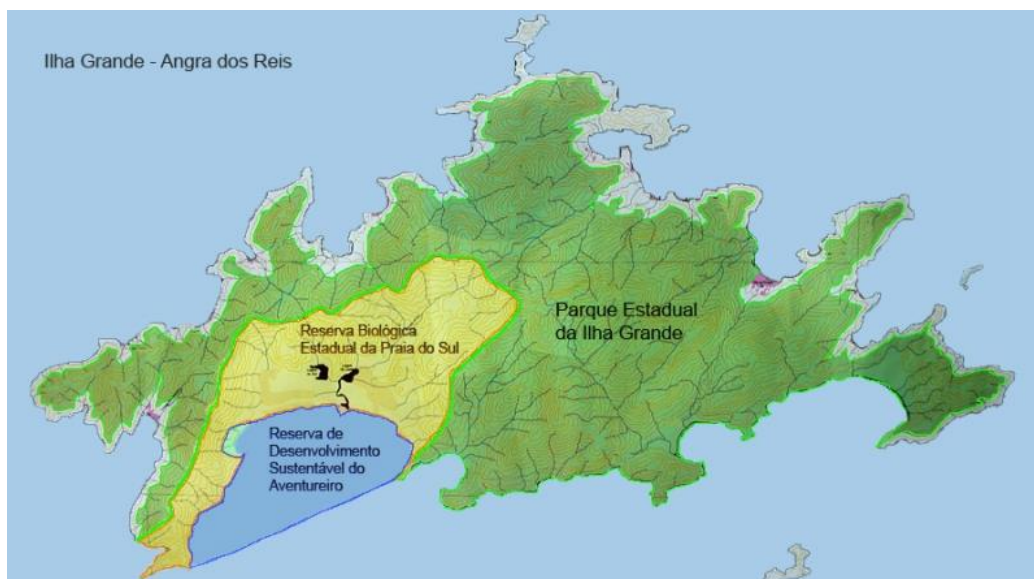 Ilha Grande - Angra dos Reis
Parque Estadual
da Ilha Grande
Reserva Biológica
Estadual da Praia do Sul
Reserva de
Desenvolvimento
Sustentável do
Aventureiro